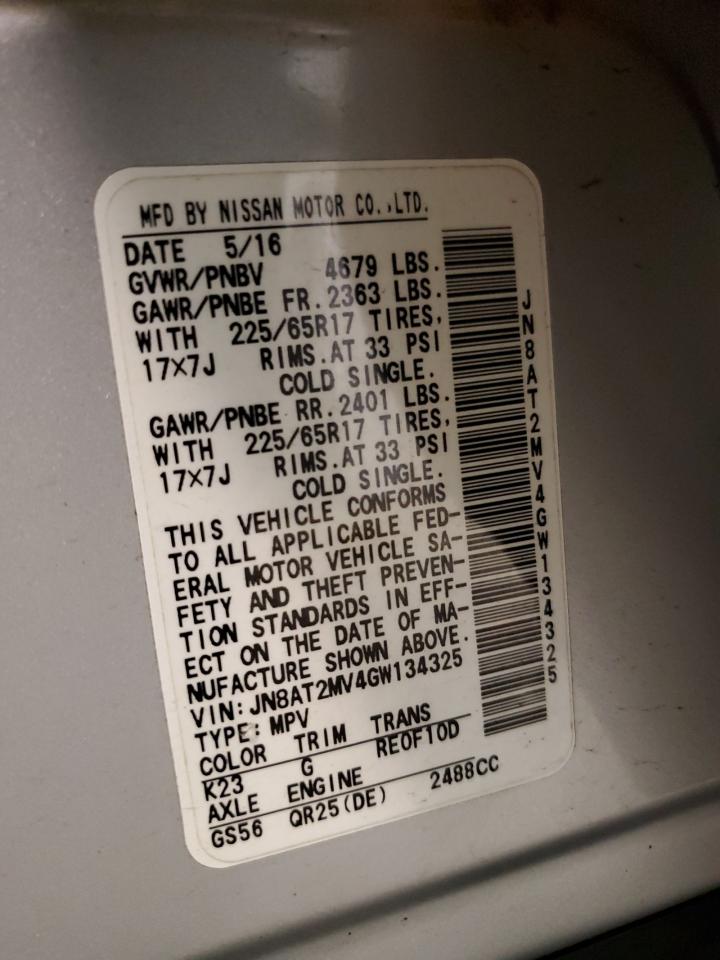 MFD BY NISSAN MOTOR CO.,LTD.
DATE 5/16
GVWR/PNBV 4679 LBS.
GAWR/PNBE FR.2363 LBS.
WITH 225/65R17 TIRES,
17×7J RIMS.AT 33 PSI
COLD SINGLE.
GAWR/PNBE RR.2401 LBS.
WITH 225/65R17 TIRES,
17×7J RIMS.AT 33 PSI
COLD SINGLE.
THIS VEHICLE CONFORMS
TO ALL APPLICABLE FED-
ERAL MOTOR VEHICLE SA-
FETY AND THEFT PREVEN-
TION STANDARDS IN EFF-
ECT ON THE DATE OF MA-
NUFACTURE SHOWN ABOVE.
VIN:JN8AT2MV4GW134325
TYPE:MPV
COLOR TRIM TRANS
K23 G RE0F10D
AXLE ENGINE
GS56 QR25(DE) 2488CC
JN8AT2MV4GW134325